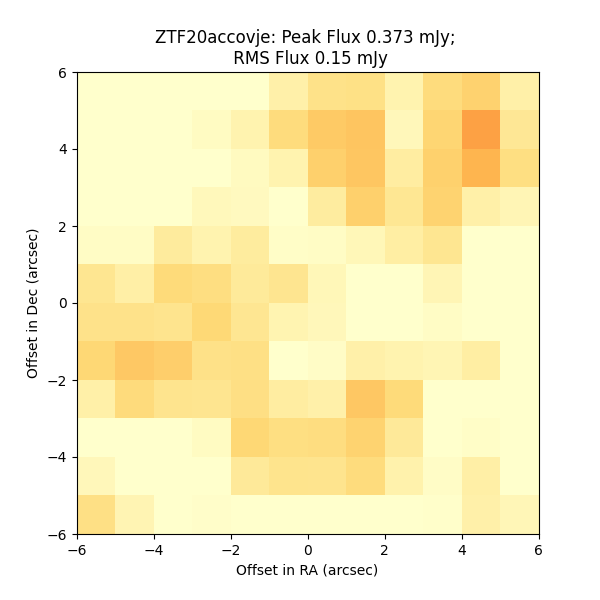 ZTF20accovje: Peak Flux 0.373 mJy;
RMS Flux 0.15 mJy
6
4
2
0
−2
−4
−6
Offset in Dec (arcsec)
−6 −4 −2 0 2 4 6
Offset in RA (arcsec)